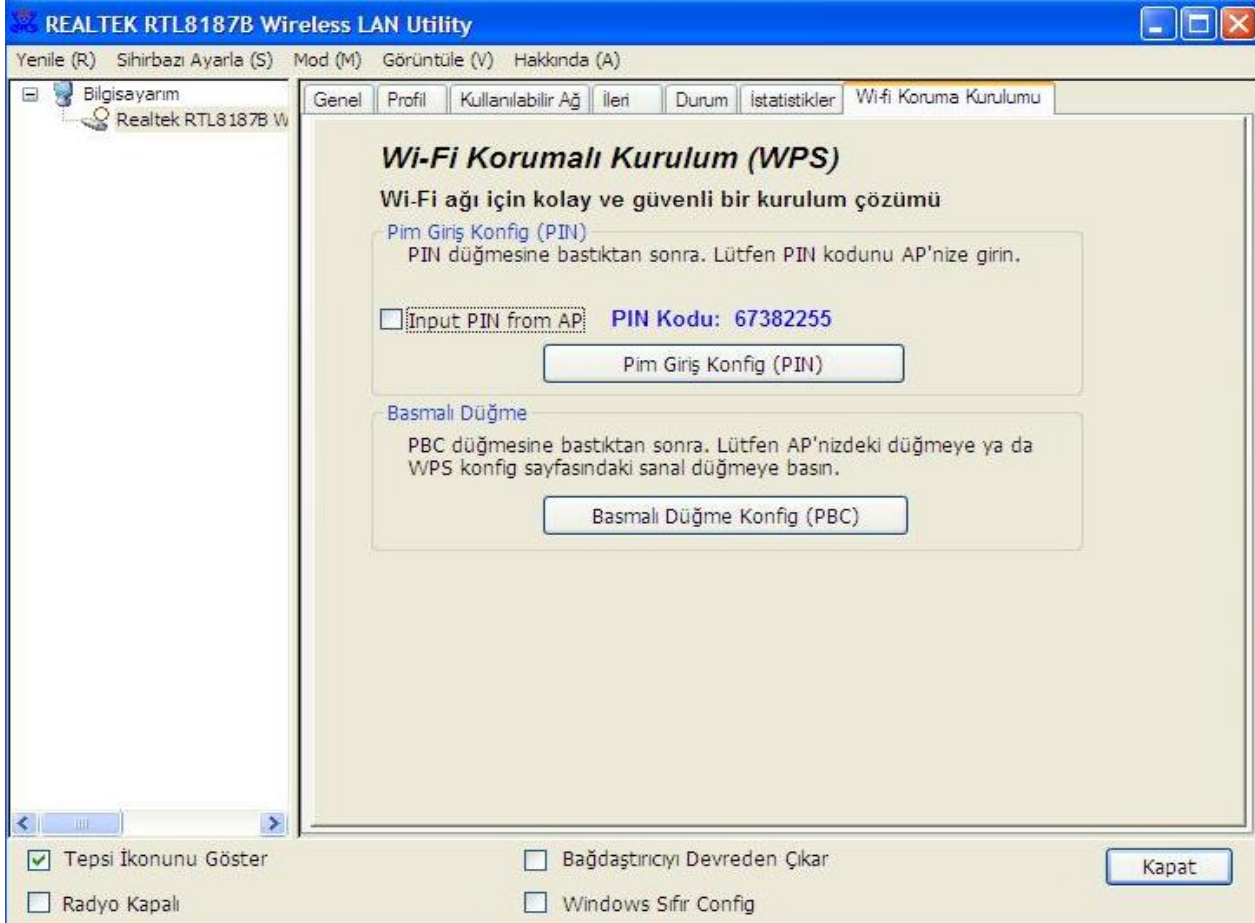 REALTEK RTL8187B Wireless LAN Utility
Yenile (R) Sihirbazı Ayarla (S) Mod (M) Görüntüle (V) Hakkında (A)
Bilgisayarım
Realtek RTL8187B W
Genel Profil Kullanılabilir Ağ İleri Durum İstatistikler Wi-fi Koruma Kurulumu
Wi-Fi Korumalı Kurulum (WPS)
Wi-Fi ağı için kolay ve güvenli bir kurulum çözümü
Pim Giriş Konfig (PIN)
PIN düğmesine bastıktan sonra. Lütfen PIN kodunu AP'nize girin.
Input PIN from AP PIN Kodu: 67382255
Pim Giriş Konfig (PIN)
Basmalı Düğme
PBC düğmesine bastıktan sonra. Lütfen AP'nizdeki düğmeye ya da
WPS konfig sayfasındaki sanal düğmeye basın.
Basmalı Düğme Konfig (PBC)
Tepsi İkonunu Göster Bağdaştırıcıyı Devreden Çıkar Kapat
Radyo Kapalı Windows Sıfır Config